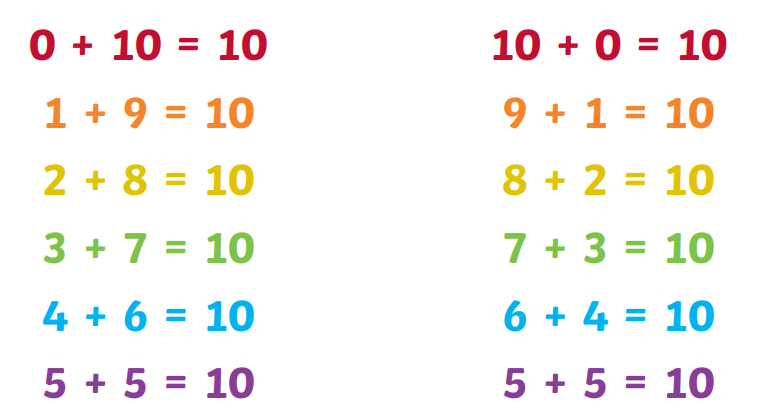 0 + 10 = 10
1 + 9 = 10
2 + 8 = 10
3 + 7 = 10
4 + 6 = 10
5 + 5 = 10
10 + 0 = 10
9 + 1 = 10
8 + 2 = 10
7 + 3 = 10
6 + 4 = 10
5 + 5 = 10